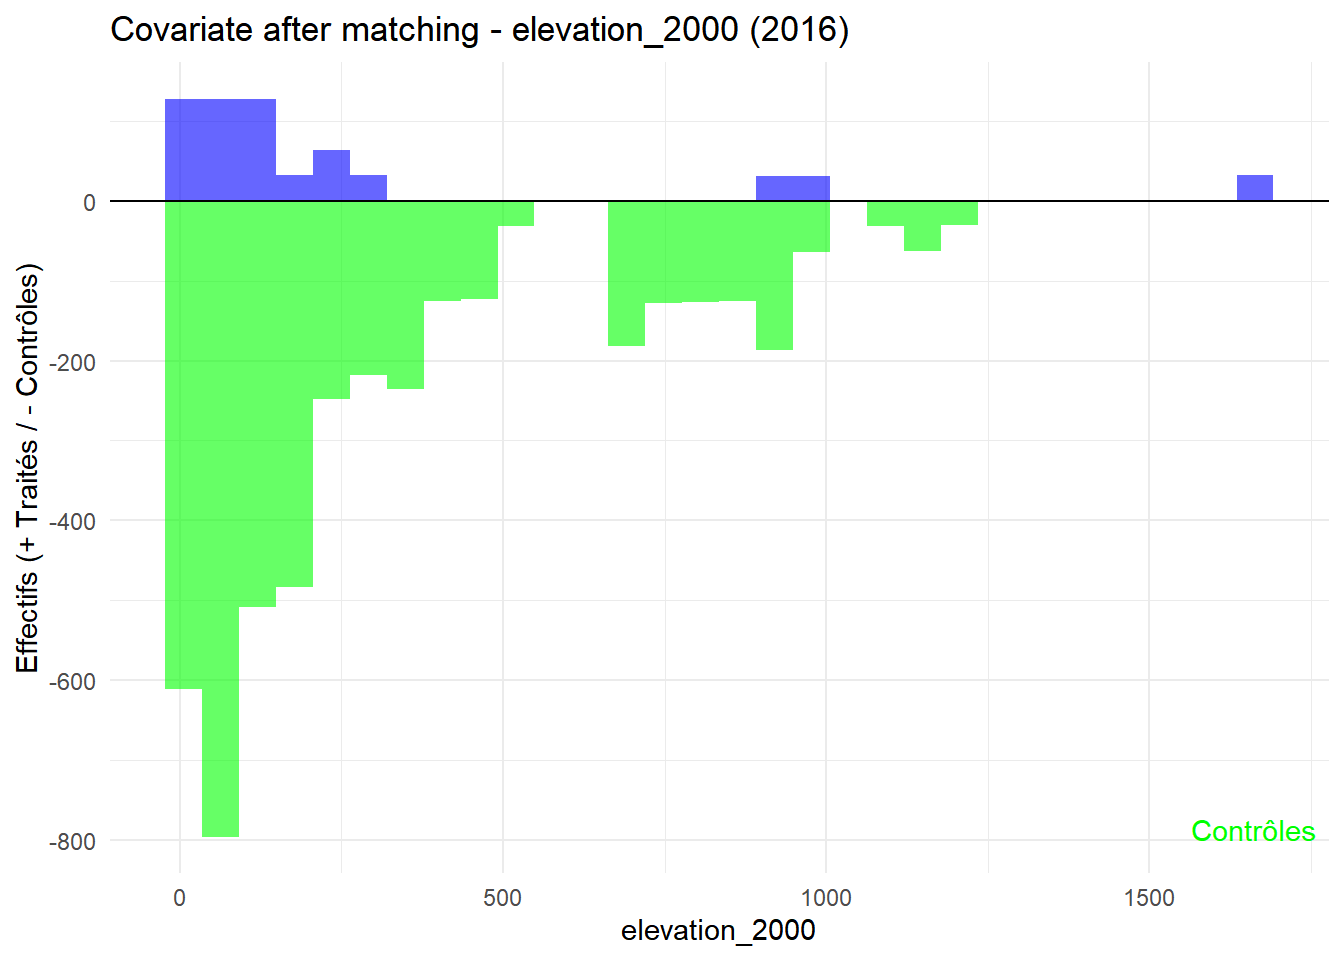 Covariate after matching - elevation_2000 (2016)
Effectifs (+ Traités / - Contrôles)
0
-200
-400
-600
-800
Contrôles
0 500 1000 1500
elevation_2000